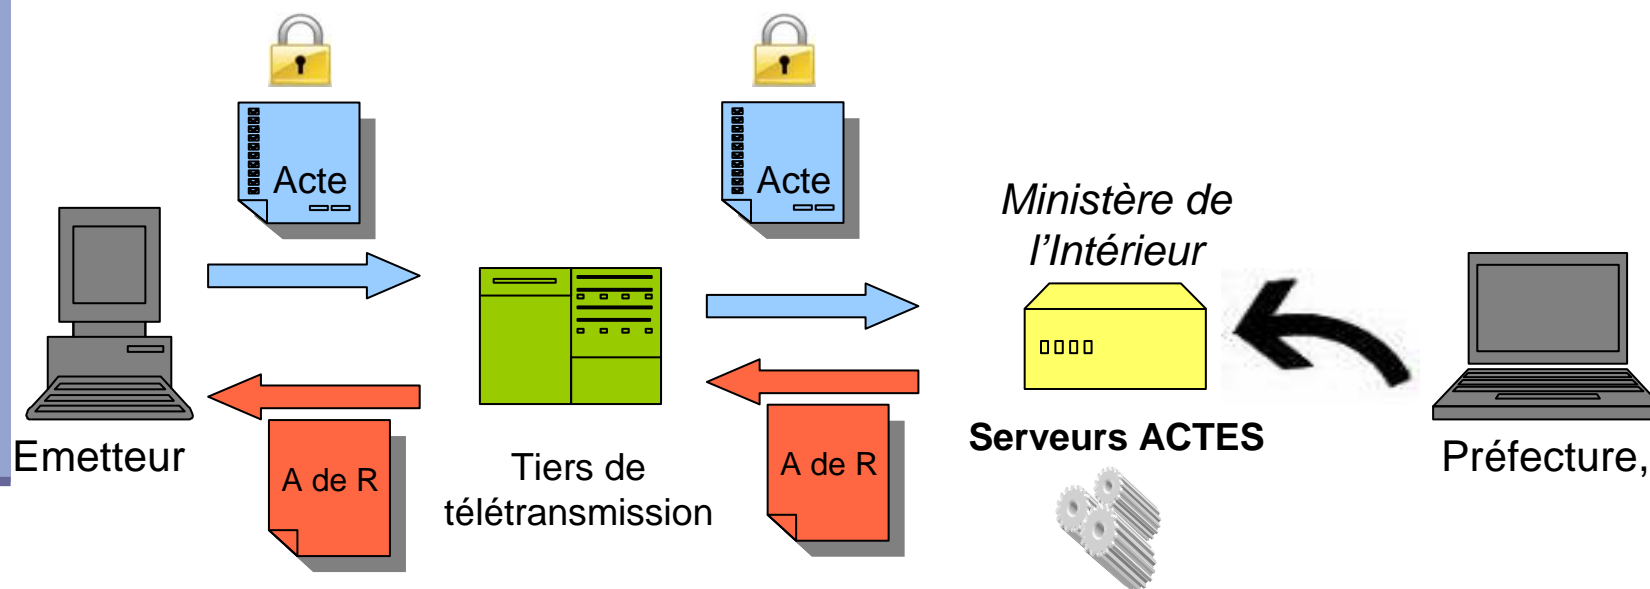 Acte
Acte
Ministère de
l’Intérieur
Emetteur
A de R
Tiers de
télétransmission
A de R
Serveurs ACTES
Préfecture,